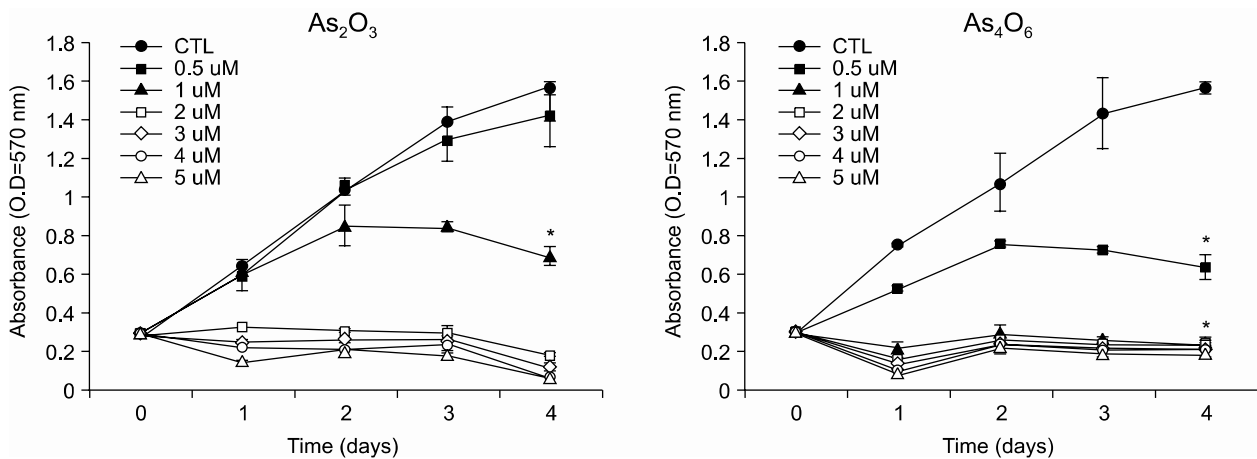 As₂O₃
Absorbance (O.D=570 nm)
1.8
1.6
1.4
1.2
1
0.8
0.6
0.4
0.2
0
CTL
0.5 uM
1 uM
2 uM
3 uM
4 uM
5 uM
*
0 1 2 3 4
Time (days)
As₄O₆
Absorbance (O.D=570 nm)
1.8
1.6
1.4
1.2
1
0.8
0.6
0.4
0.2
0
CTL
0.5 uM
1 uM
2 uM
3 uM
4 uM
5 uM
*
*
0 1 2 3 4
Time (days)